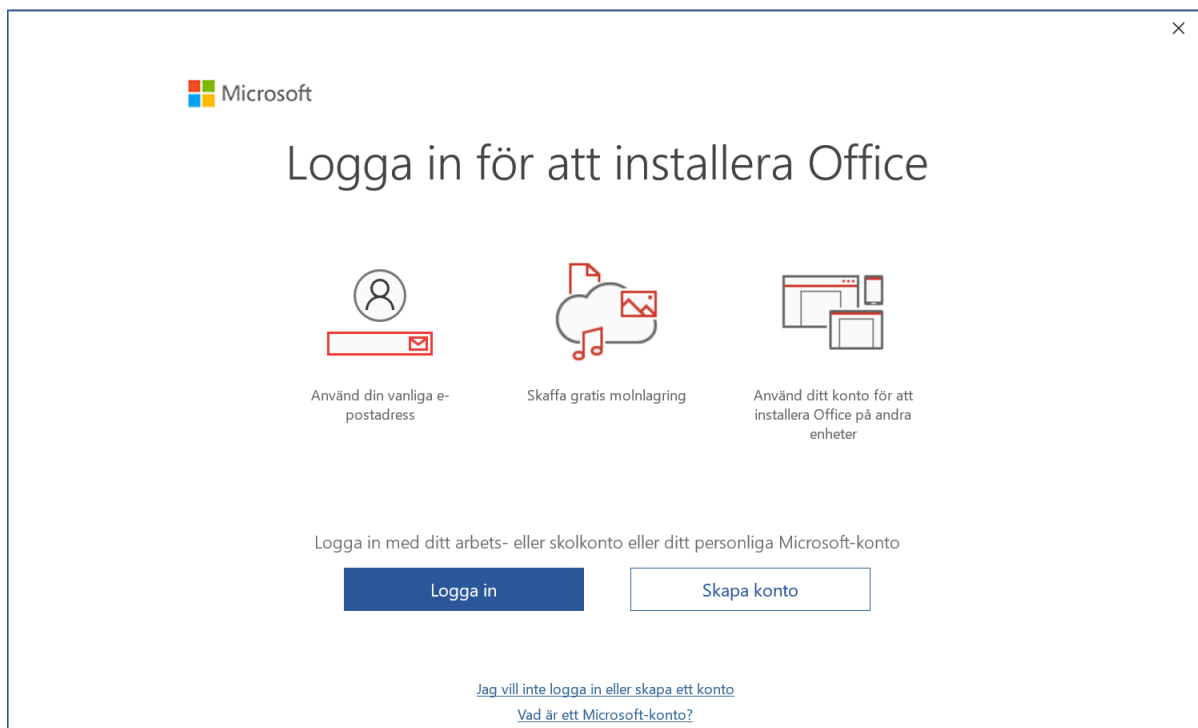 Microsoft
Logga in för att installera Office
Använd din vanliga e-
postadress
Skaffa gratis molnlagring
Använd ditt konto för att
installera Office på andra
enheter
Logga in med ditt arbets- eller skolkonto eller ditt personliga Microsoft-konto
Logga in
Skapa konto
Jag vill inte logga in eller skapa ett konto
Vad är ett Microsoft-konto?